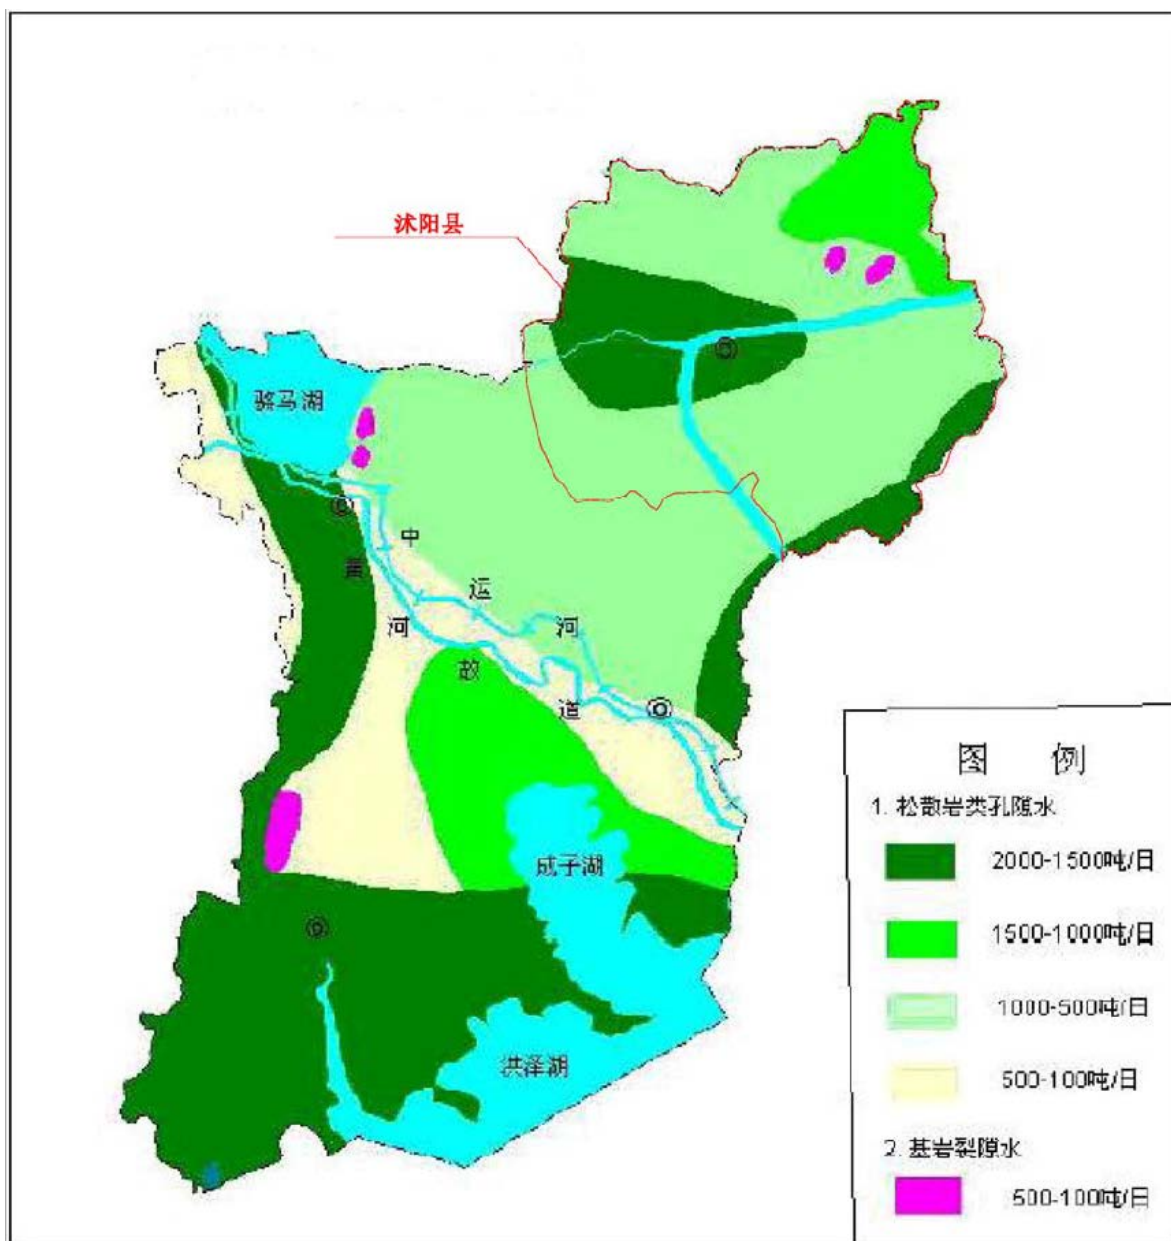 沭阳县
骆马湖
中运河
黄河故道
成子湖
洪泽湖
图 例
1. 松散岩类孔隙水
2000-1500吨/日
1500-1000吨/日
1000-500吨/日
500-100吨/日
2. 基岩裂隙水
500-100吨/日